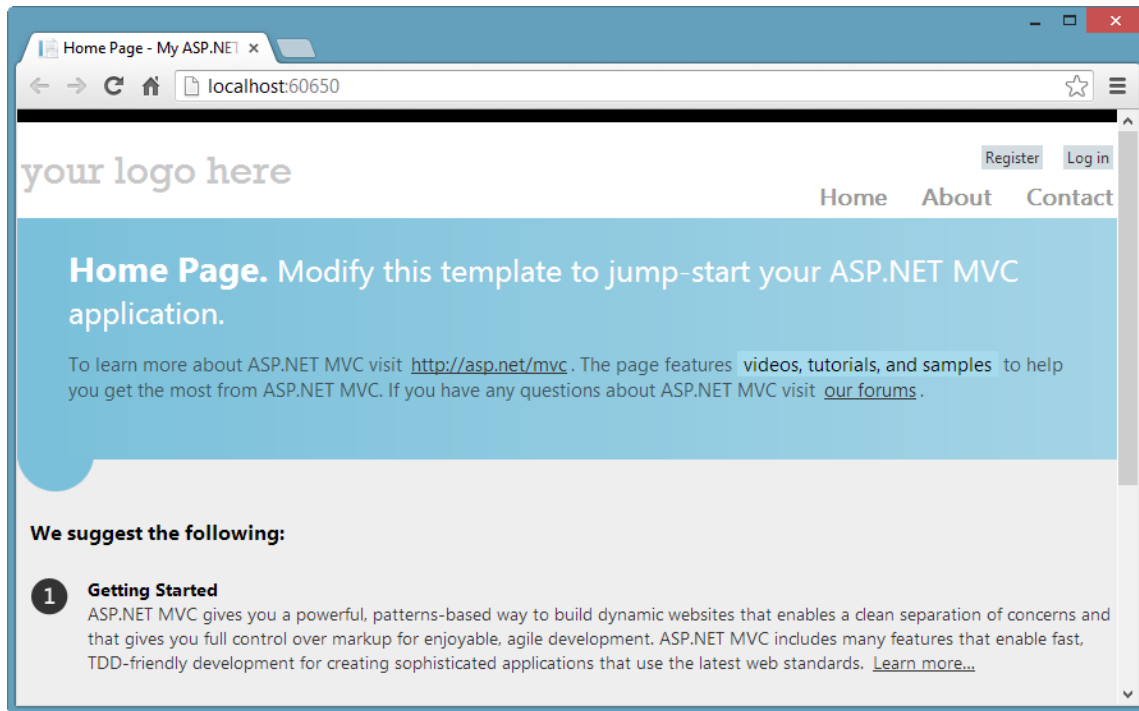 Home Page - My ASP.NET
localhost:60650
your logo here
Register Log in
Home About Contact
Home Page. Modify this template to jump-start your ASP.NET MVC
application.
To learn more about ASP.NET MVC visit http://asp.net/mvc. The page features videos, tutorials, and samples to help
you get the most from ASP.NET MVC. If you have any questions about ASP.NET MVC visit our forums.
We suggest the following:
1 Getting Started
ASP.NET MVC gives you a powerful, patterns-based way to build dynamic websites that enables a clean separation of concerns and
that gives you full control over markup for enjoyable, agile development. ASP.NET MVC includes many features that enable fast,
TDD-friendly development for creating sophisticated applications that use the latest web standards. Learn more...